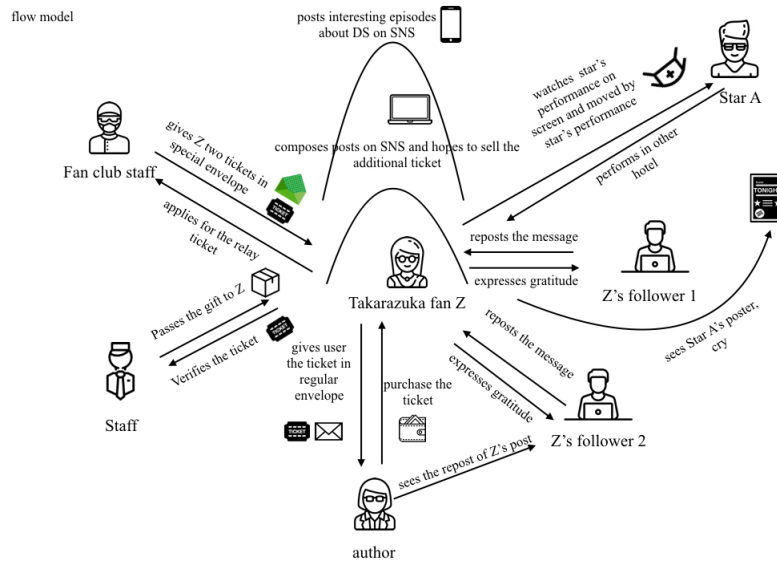 flow model
posts interesting episodes
about DS on SNS
composes posts on SNS and hopes to sell the
additional ticket
watches star's
performance on
screen and moved by
star's performance
Star A
performs in other
hotel
Fan club staff
gives Z two tickets in
special envelope
TICKET
applies for the relay
ticket
TONIGHT
reposts the message
expresses gratitude
Z's follower 1
Takarazuka fan Z
sees Star A's poster,
cry
Passes the gift to Z
Verifies the ticket
TICKET
Staff
gives user
the ticket in
regular
envelope
TICKET
purchase the
ticket
reposts the message
expresses gratitude
Z's follower 2
sees the repost of Z's post
author